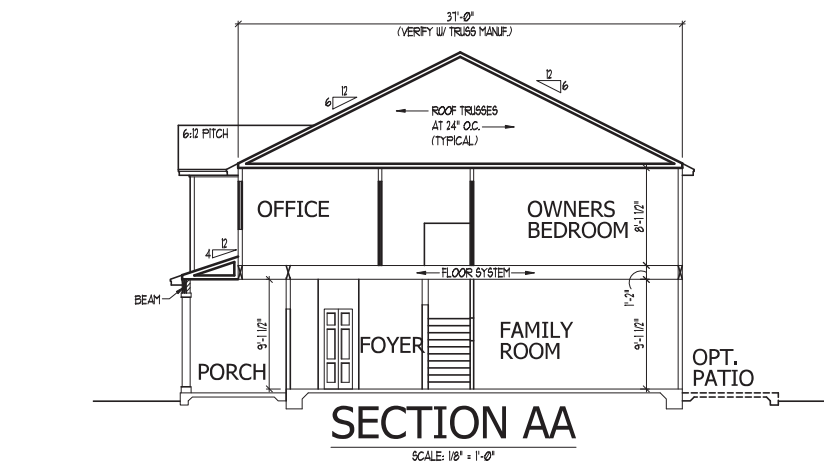 37'-0"
(VERIFY W/ TRUSS MANUF.)
12
6
12
6
ROOF TRUSSES
AT 24" O.C.
(TYPICAL)
6:12 PITCH
OFFICE
OWNERS
BEDROOM
8'-1 1/2"
12
4
FLOOR SYSTEM
1'-2"
BEAM
9'-1 1/2"
PORCH
FOYER
FAMILY
ROOM
9'-1 1/2"
OPT.
PATIO
SECTION AA
SCALE: 1/8" = 1'-0"